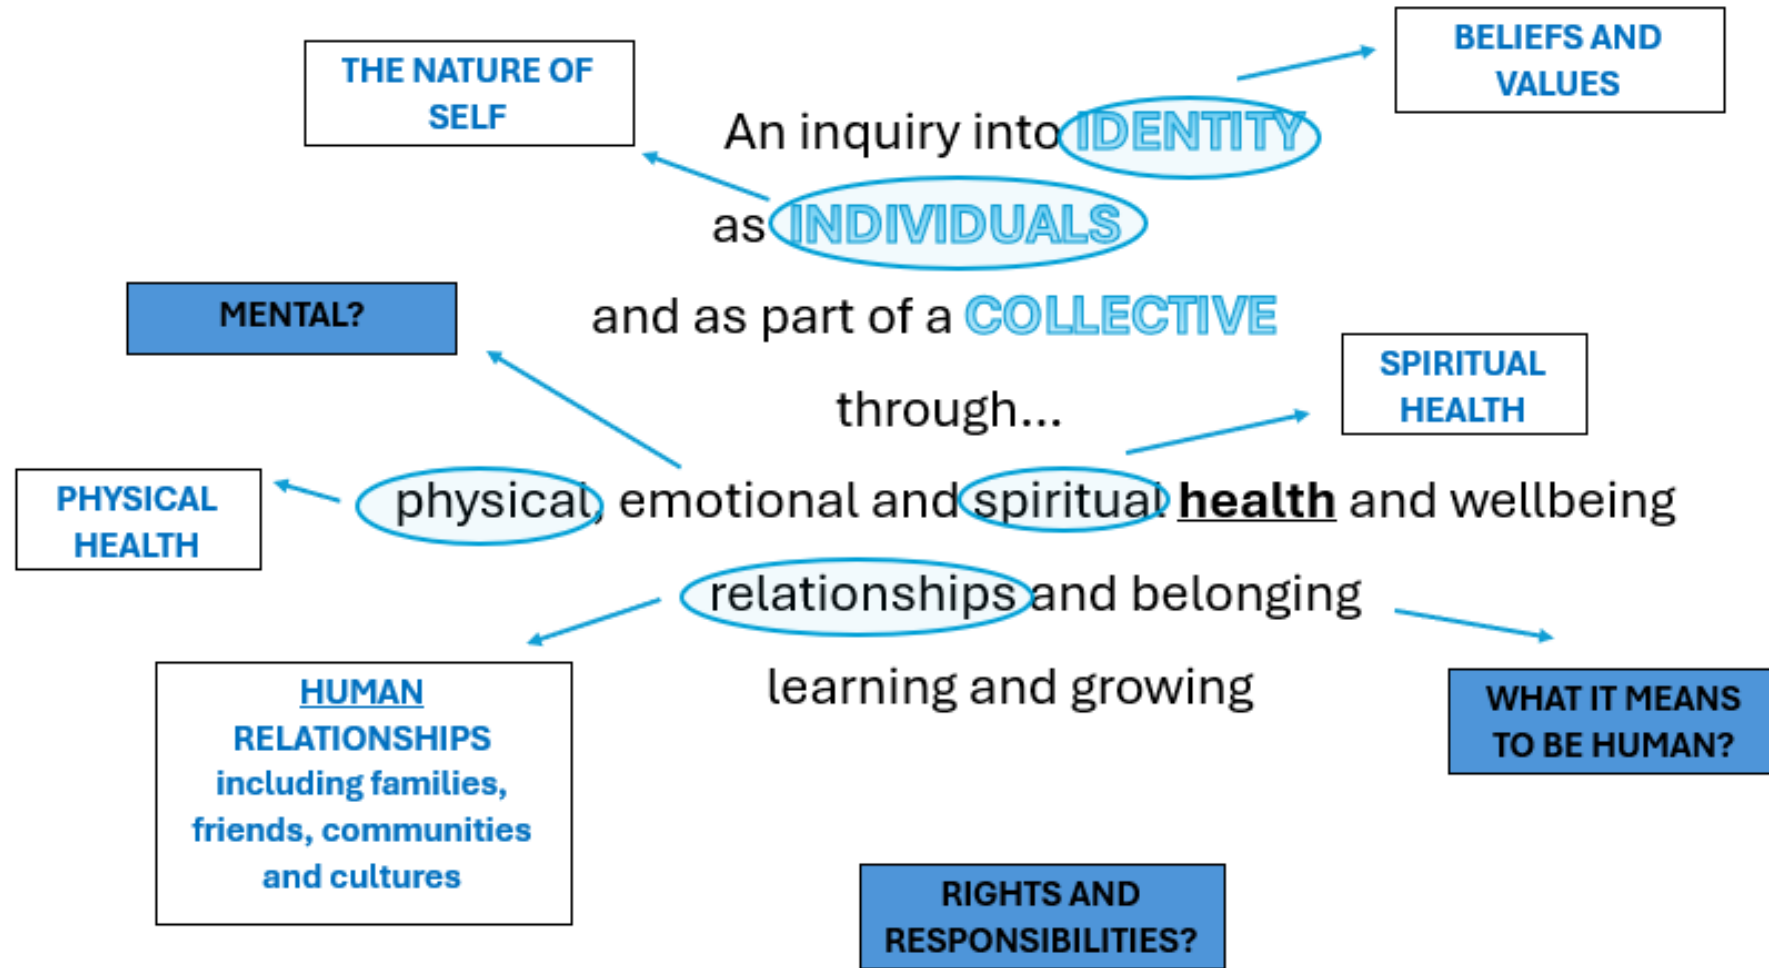 THE NATURE OF
SELF
BELIEFS AND
VALUES
An inquiry into IDENTITY
as INDIVIDUALS
MENTAL?
and as part of a COLLECTIVE
SPIRITUAL
HEALTH
through...
PHYSICAL
HEALTH
physical, emotional and spiritual health and wellbeing
relationships and belonging
learning and growing
HUMAN
RELATIONSHIPS
including families,
friends, communities
and cultures
WHAT IT MEANS
TO BE HUMAN?
RIGHTS AND
RESPONSIBILITIES?